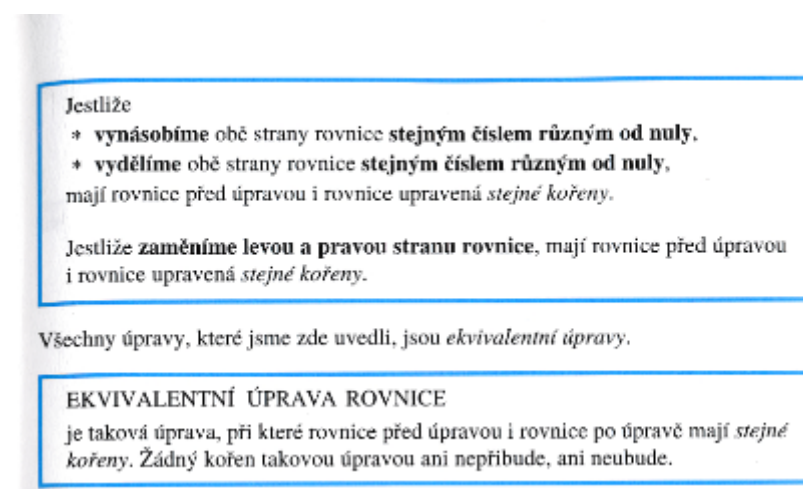 Jestliže
* vynásobíme obě strany rovnice stejným číslem různým od nuly,
* vydělíme obě strany rovnice stejným číslem různým od nuly,
mají rovnice před úpravou i rovnice upravená stejné kořeny.
Jestliže zaměníme levou a pravou stranu rovnice, mají rovnice před úpravou
i rovnice upravená stejné kořeny.
Všechny úpravy, které jsme zde uvedli, jsou ekvivalentní úpravy.
EKVIVALENTNÍ ÚPRAVA ROVNICE
je taková úprava, při které rovnice před úpravou i rovnice po úpravě mají stejné
kořeny. Žádný kořen takovou úpravou ani nepřibude, ani neubude.